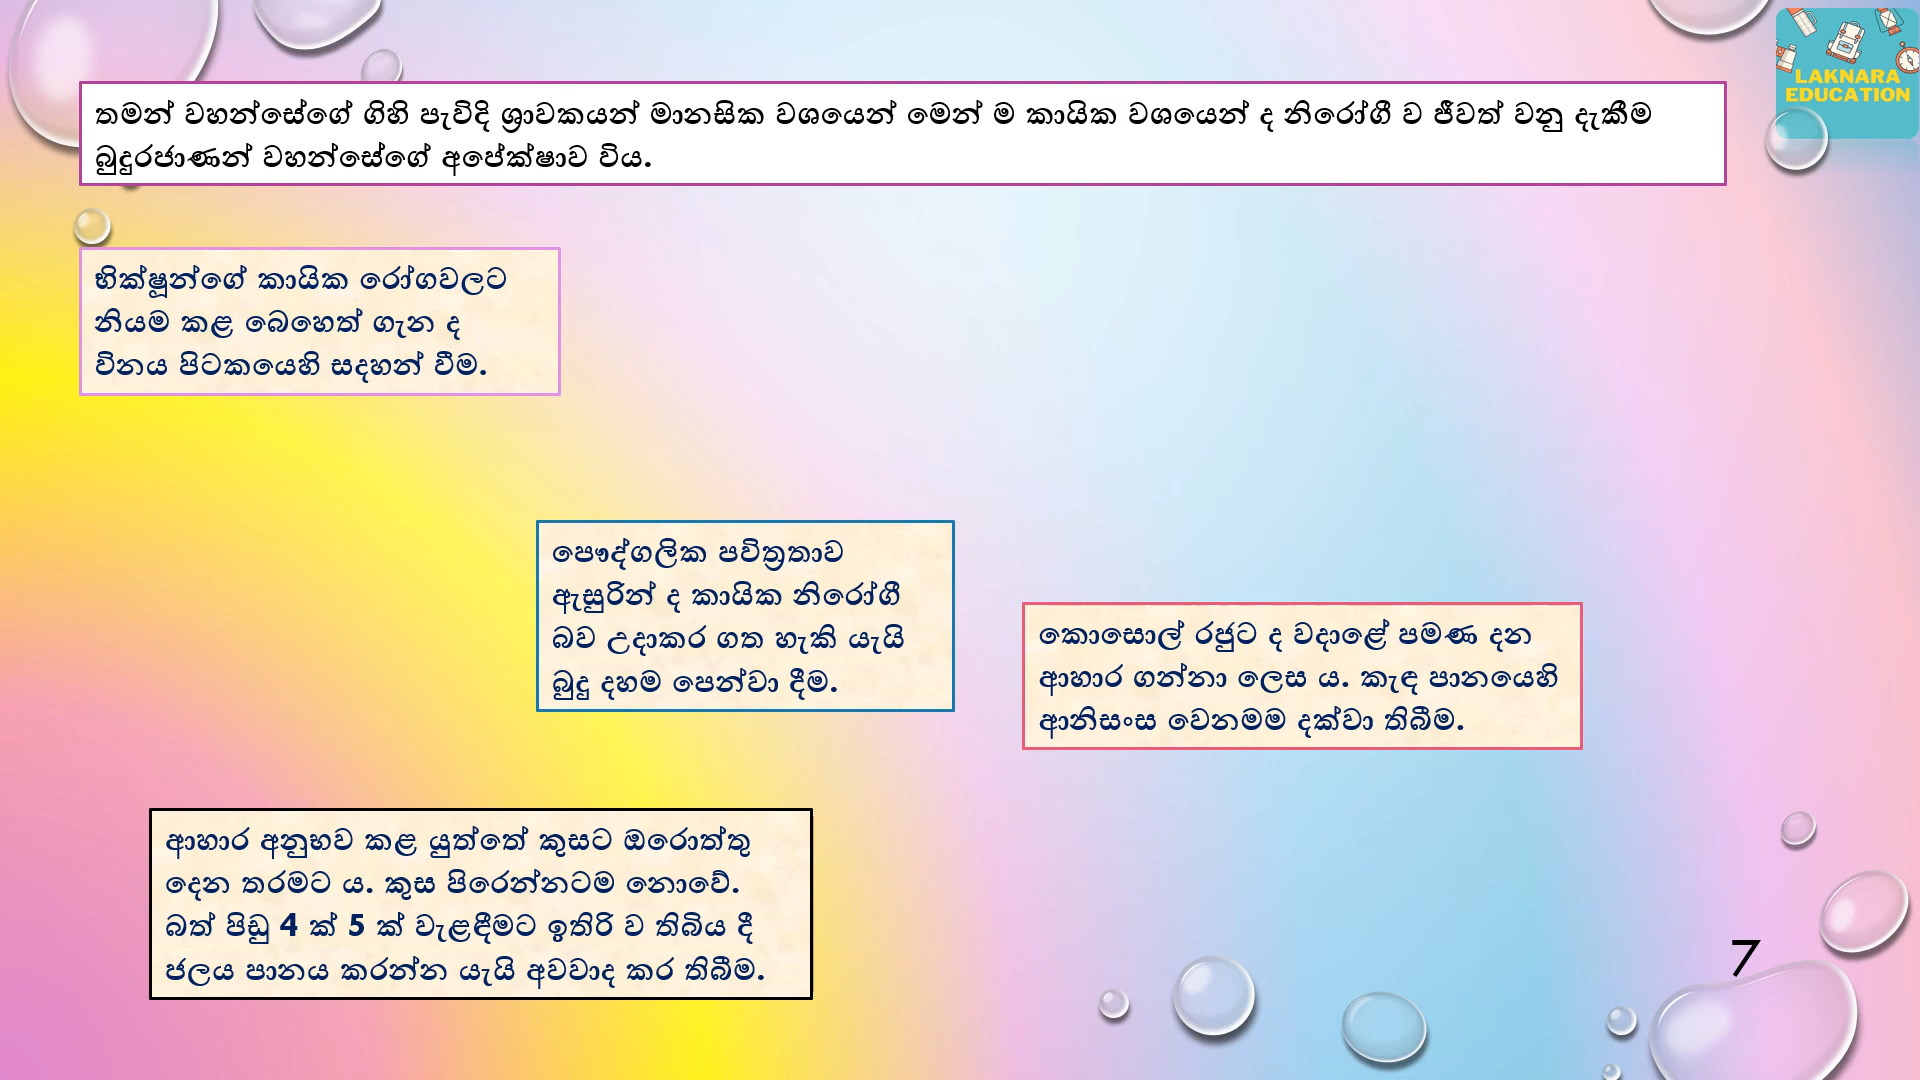 LAKNARA
EDUCATION
තමන් වහන්සේගේ ගිහි පැවිදි ශ්‍රාවකයන් මානසික වශයෙන් මෙන් ම කායික වශයෙන් ද නිරෝගී ව ජීවත් වනු දැකීම
බුදුරජාණන් වහන්සේගේ අපේක්ෂාව විය.
භික්ෂූන්ගේ කායික රෝගවලට
නියම කළ බෙහෙත් ගැන ද
විනය පිටකයෙහි සදහන් වීම.
පෞද්ගලික පවිත්‍රතාව
ඇසුරින් ද කායික නිරෝගී
බව උදාකර ගත හැකි යැයි
බුදු දහම පෙන්වා දීම.
කොසොල් රජුට ද වදාළේ පමණ දන
ආහාර ගන්නා ලෙස ය. කැඳ පානයෙහි
ආනිසංස වෙනමම දක්වා තිබීම.
ආහාර අනුභව කළ යුත්තේ කුසට ඔරොත්තු
දෙන තරමට ය. කුස පිරෙන්නටම නොවේ.
බත් පිඩු 4 ක් 5 ක් වැළඳීමට ඉතිරි ව තිබිය දී
ජලය පානය කරන්න යැයි අවවාද කර තිබීම.
7